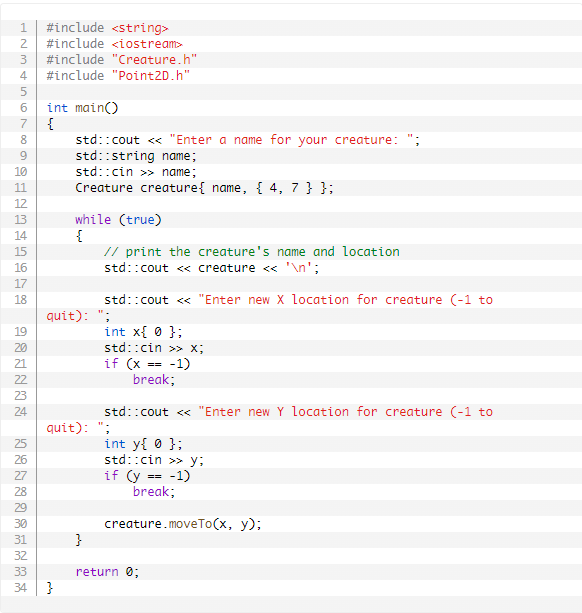 1 #include <string>
2 #include <iostream>
3 #include "Creature.h"
4 #include "Point2D.h"
5
6 int main()
7 {
8     std::cout << "Enter a name for your creature: ";
9     std::string name;
10     std::cin >> name;
11     Creature creature{ name, { 4, 7 } };
12
13     while (true)
14     {
15         // print the creature's name and location
16         std::cout << creature << '\n';
17
18         std::cout << "Enter new X location for creature (-1 to
quit): ";
19         int x{ 0 };
20         std::cin >> x;
21         if (x == -1)
22             break;
23
24         std::cout << "Enter new Y location for creature (-1 to
quit): ";
25         int y{ 0 };
26         std::cin >> y;
27         if (y == -1)
28             break;
29
30         creature.moveTo(x, y);
31     }
32
33     return 0;
34 }